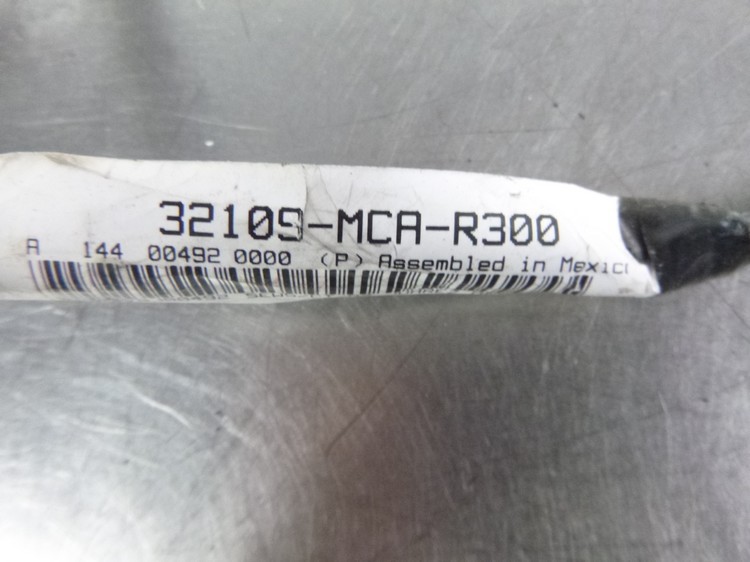 32109-MCA-R300
A 144 00492 0000 (P) Assembled in Mexico